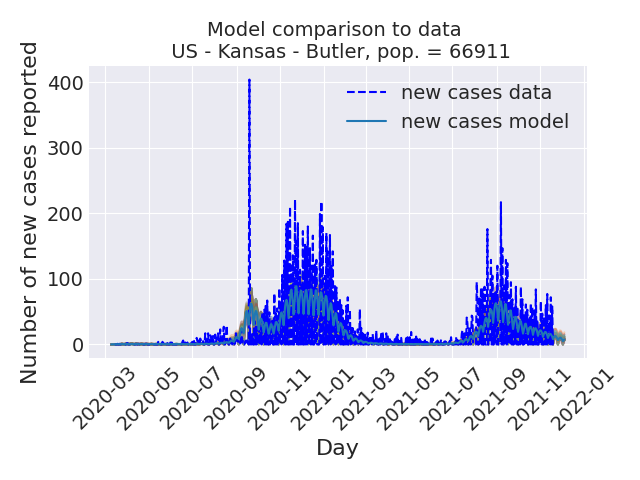 Model comparison to data
US - Kansas - Butler, pop. = 66911
Number of new cases reported
400
300
200
100
0
new cases data
new cases model
2020-03
2020-05
2020-07
2020-09
2020-11
2021-01
2021-03
2021-05
2021-07
2021-09
2021-11
2022-01
Day